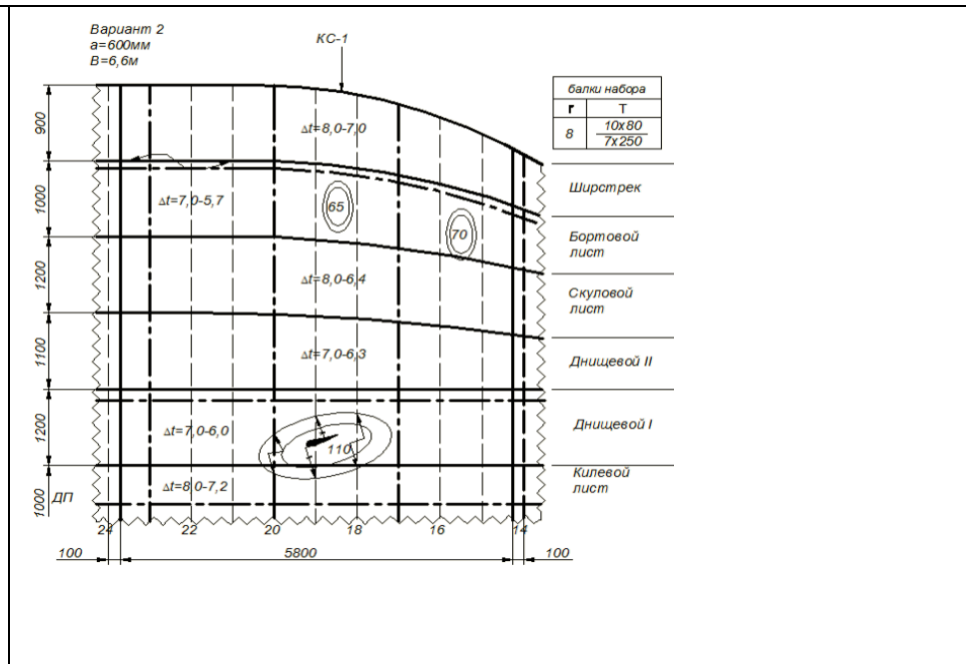 Вариант 2
a=600мм
B=6,6м
КС-1
балки набора
Г Т
8 10x80
7x250
900
Δt=8,0-7,0
Ширстрек
1000
Δt=7,0-5,7
65
70
Бортовой
лист
1200
Δt=8,0-6,4
Скуловой
лист
1100
Δt=7,0-6,3
Днищевой II
1200
Δt=7,0-6,0
110
Днищевой I
1000
ДП
Δt=8,0-7,2
Килевой
лист
24 22 20 18 16 14
100 5800 100